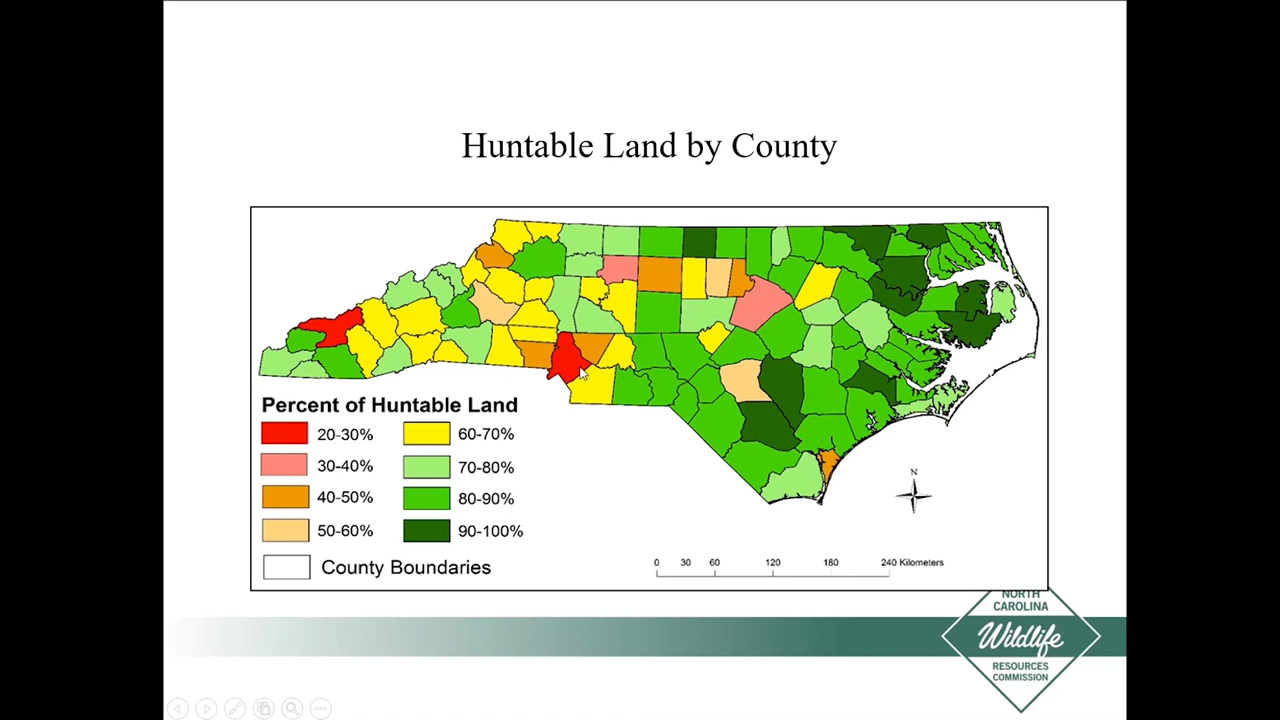 Huntable Land by County
Percent of Huntable Land
20-30%
30-40%
40-50%
50-60%
60-70%
70-80%
80-90%
90-100%
County Boundaries
N
0 30 60 120 180 240 Kilometers
NORTH
CAROLINA
Wildlife
RESOURCES
COMMISSION